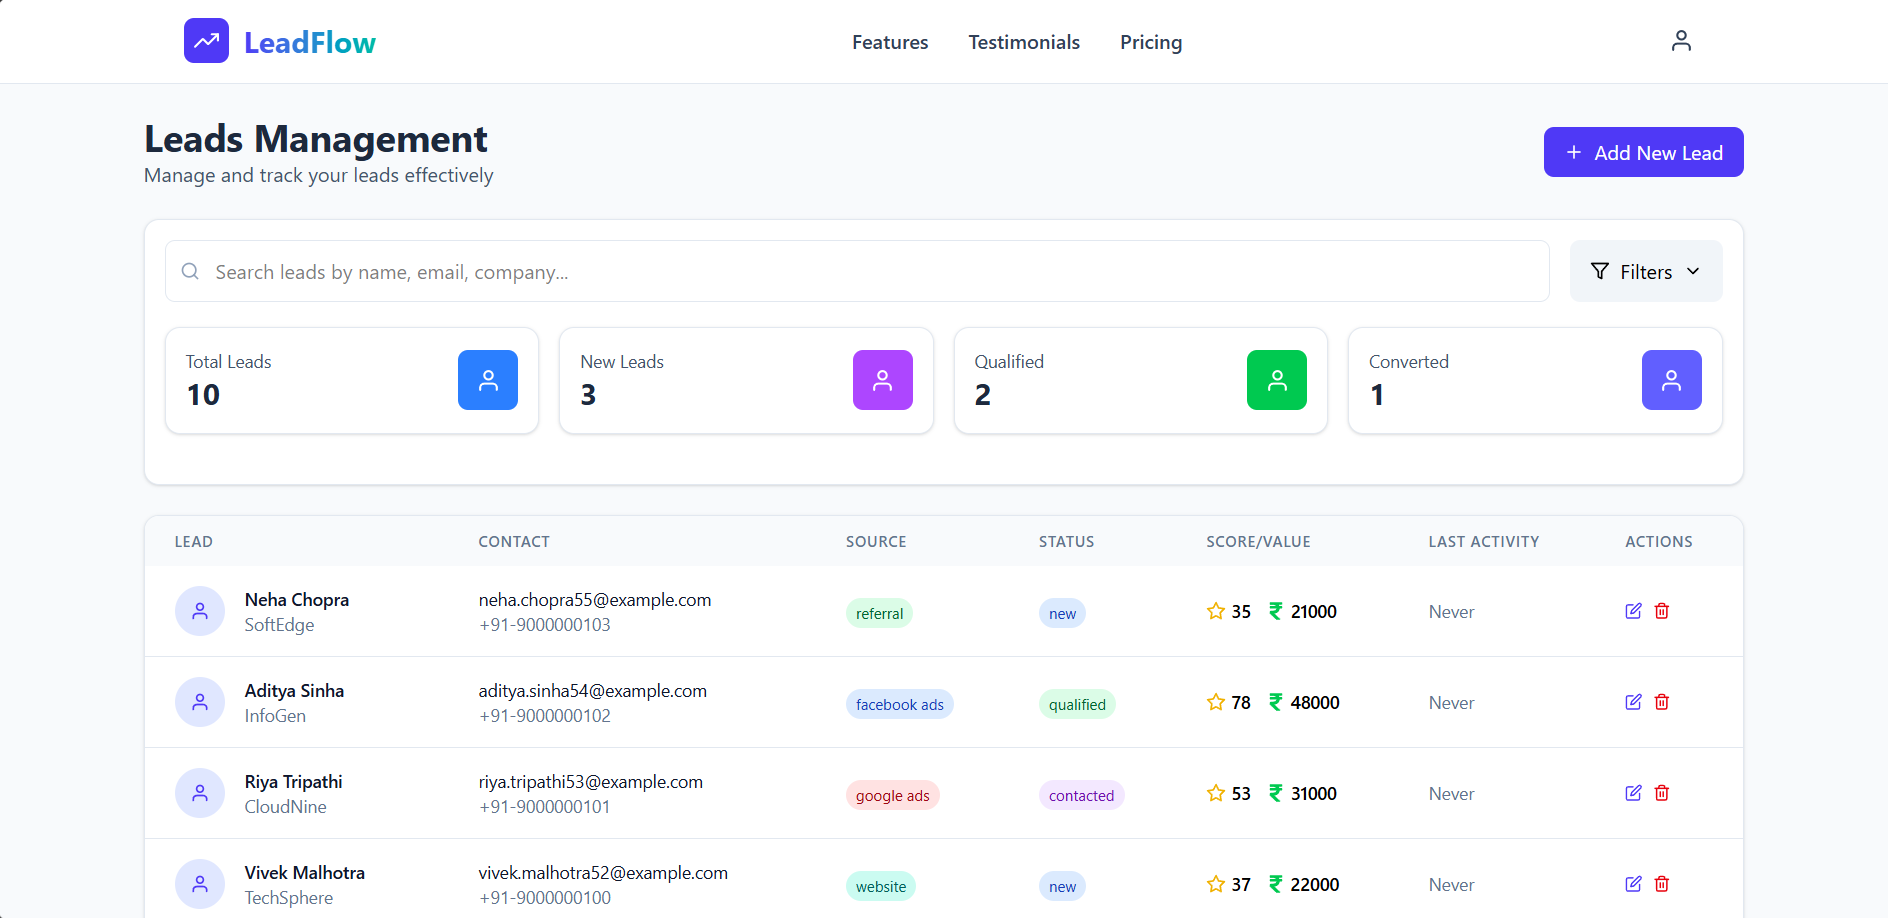 LeadFlow
Features Testimonials Pricing
Leads Management
Manage and track your leads effectively
+ Add New Lead
Search leads by name, email, company...
Filters
Total Leads
10
New Leads
3
Qualified
2
Converted
1
LEAD CONTACT SOURCE STATUS SCORE/VALUE LAST ACTIVITY ACTIONS
Neha Chopra
SoftEdge
neha.chopra55@example.com
+91-9000000103
referral
new
35 ₹ 21000
Never
Aditya Sinha
InfoGen
aditya.sinha54@example.com
+91-9000000102
facebook ads
qualified
78 ₹ 48000
Never
Riya Tripathi
CloudNine
riya.tripathi53@example.com
+91-9000000101
google ads
contacted
53 ₹ 31000
Never
Vivek Malhotra
TechSphere
vivek.malhotra52@example.com
+91-9000000100
website
new
37 ₹ 22000
Never